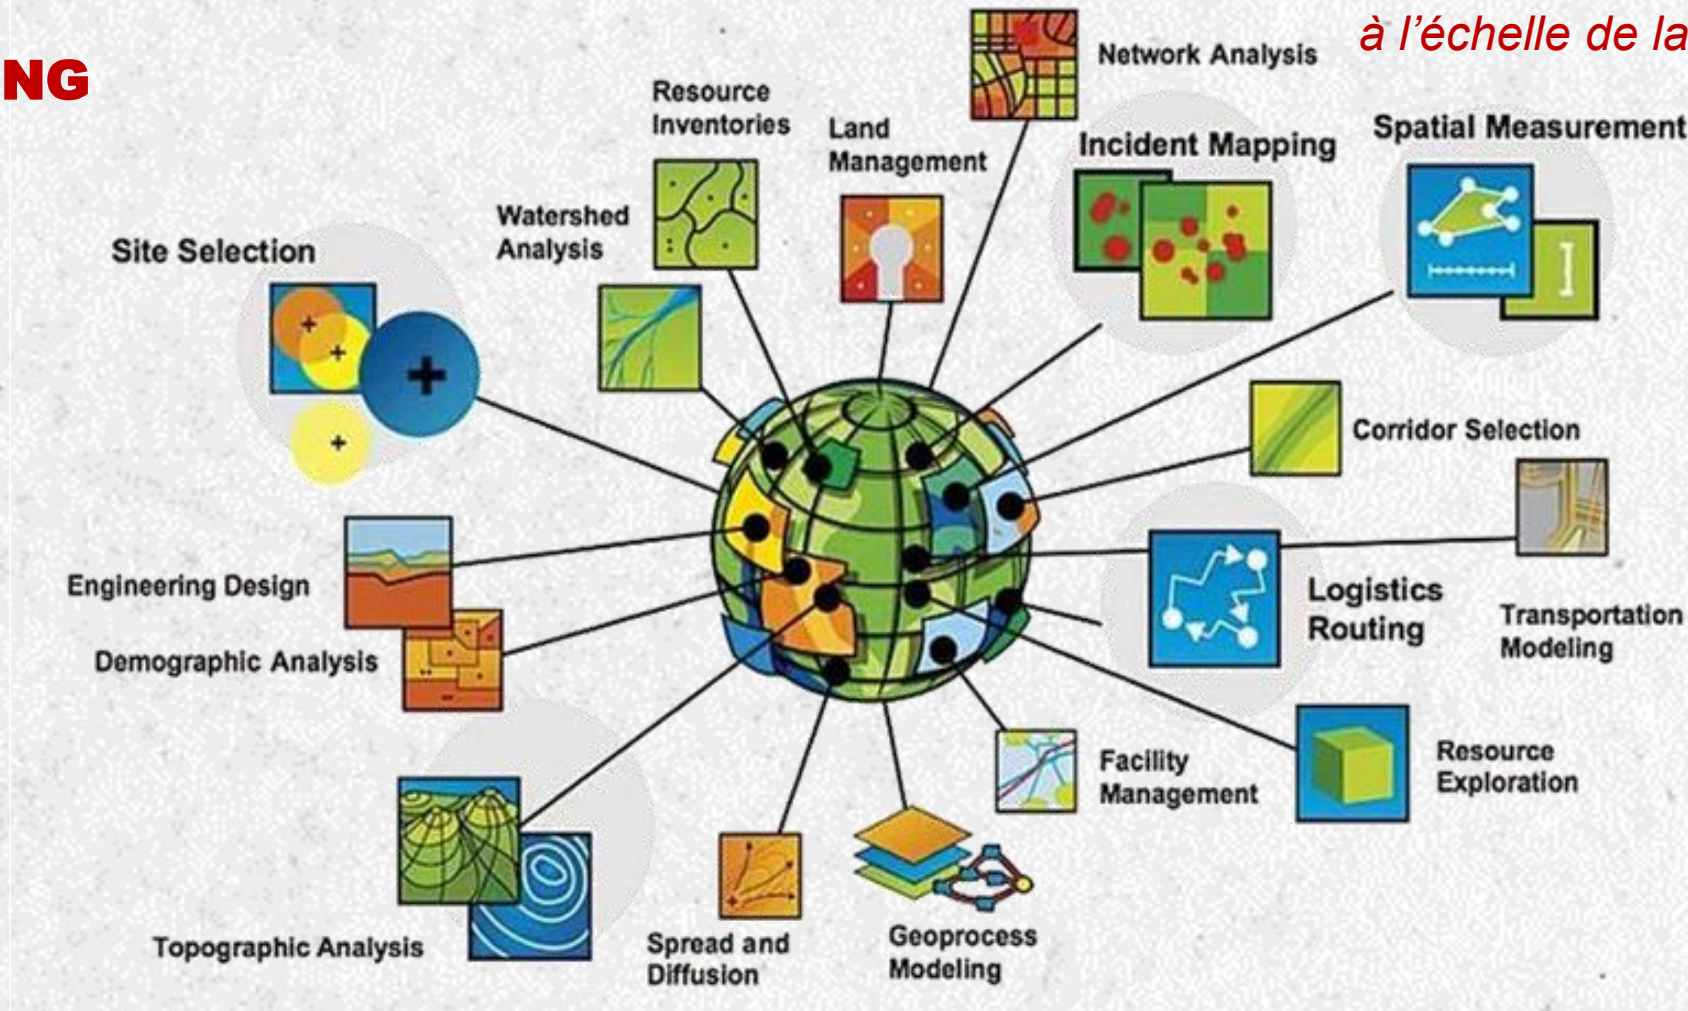 à l'échelle de la
NG
Network Analysis
Resource
Inventories
Land
Management
Incident Mapping
Spatial Measurement
Watershed
Analysis
Site Selection
Corridor Selection
Engineering Design
Logistics
Routing
Transportation
Modeling
Demographic Analysis
Facility
Management
Resource
Exploration
Topographic Analysis
Spread and
Diffusion
Geoprocess
Modeling